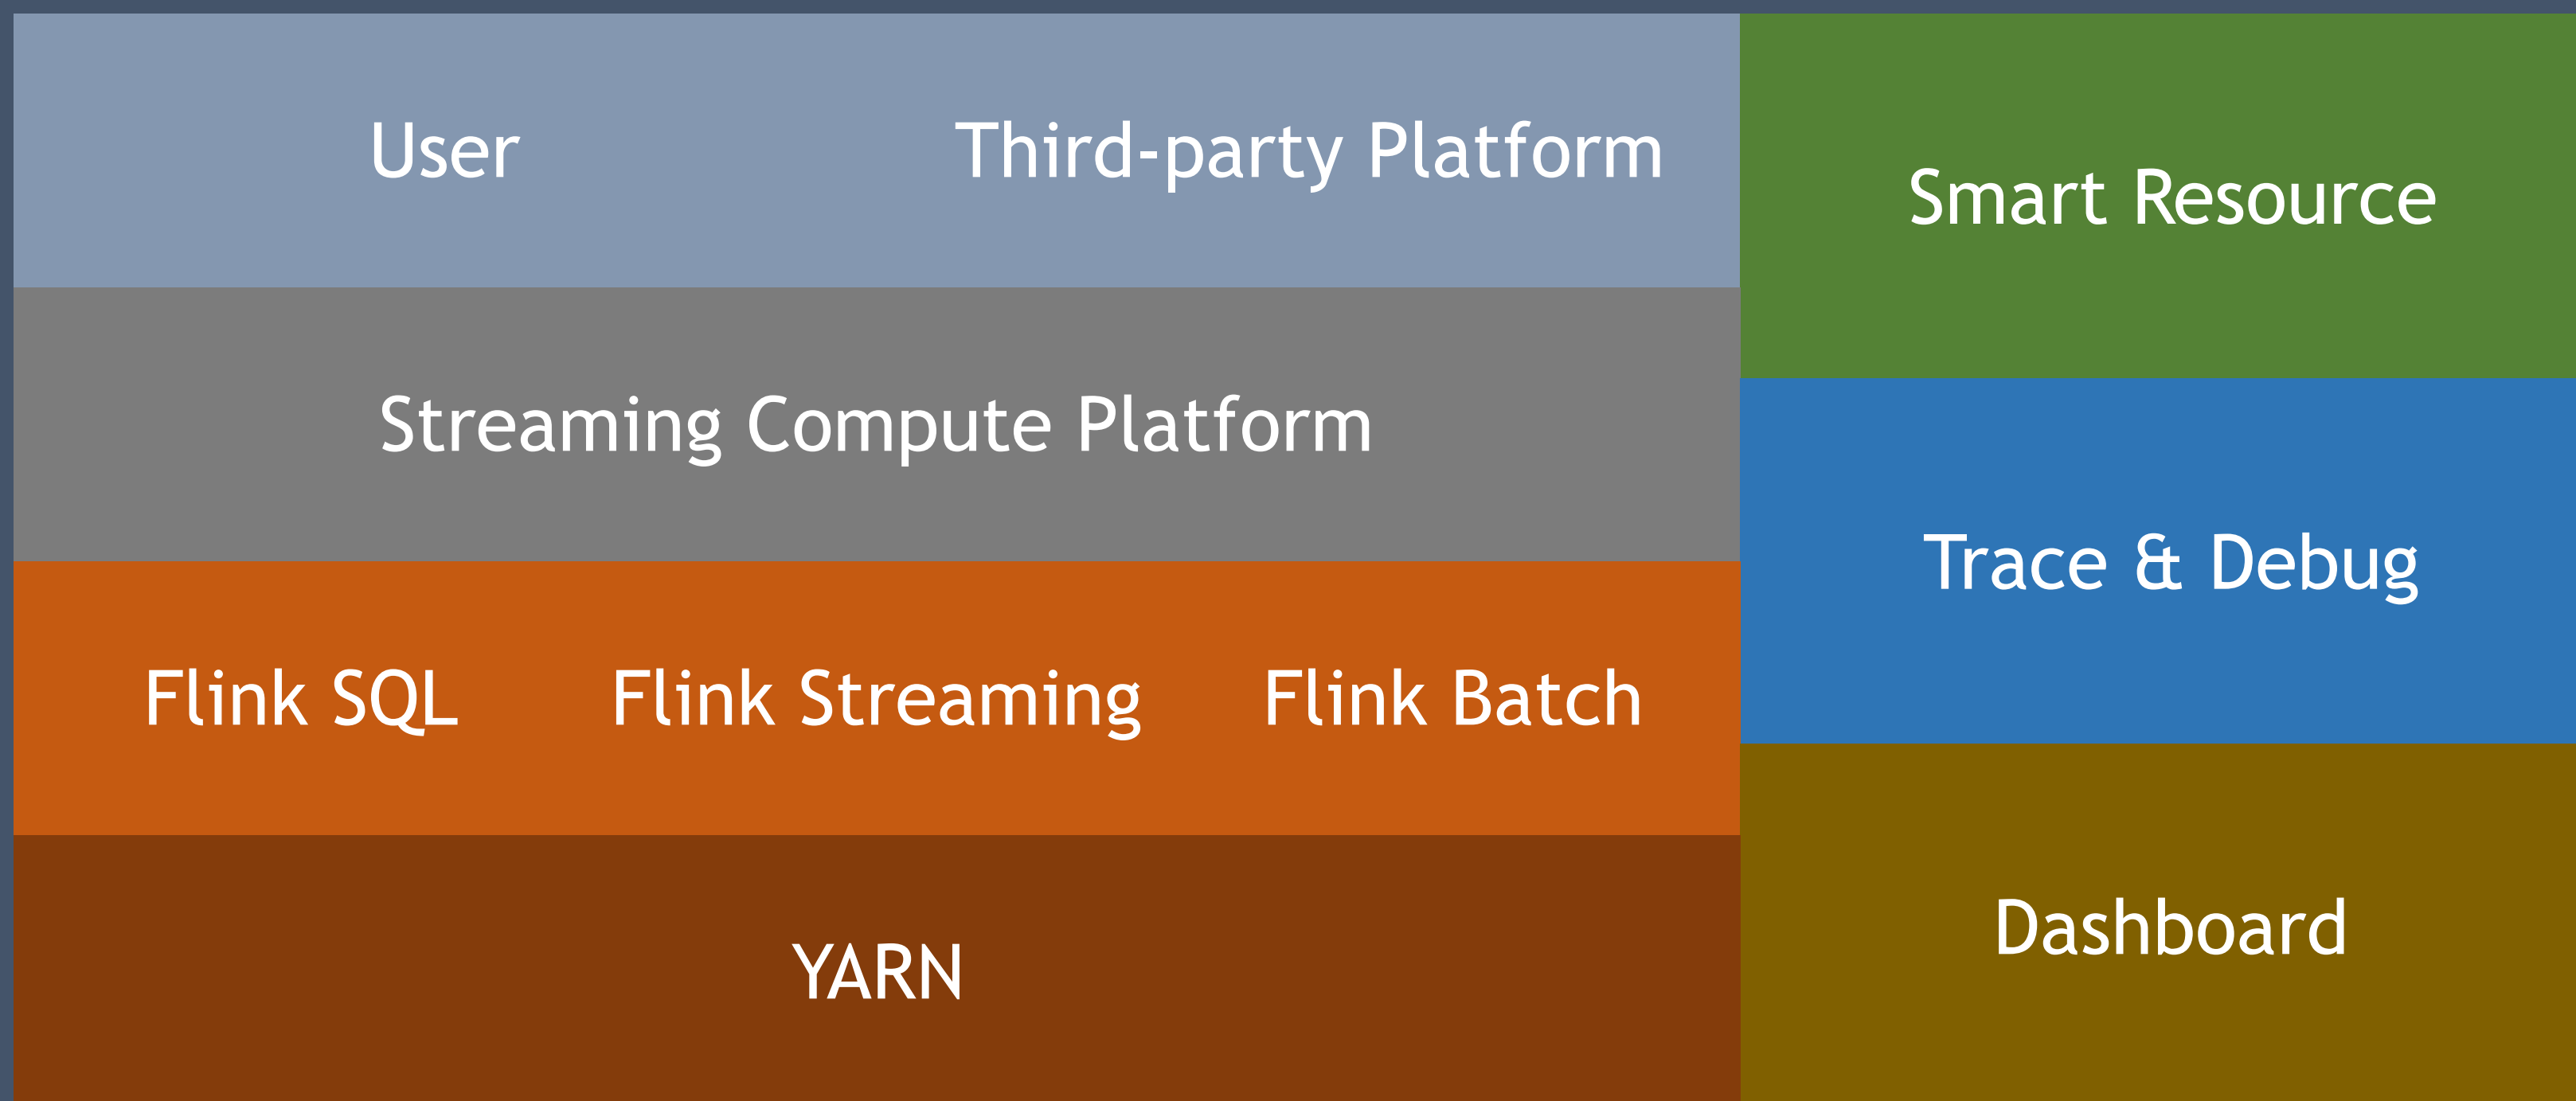 User
Third-party Platform
Streaming Compute Platform
Flink SQL
Flink Streaming
Flink Batch
YARN
Smart Resource
Trace & Debug
Dashboard